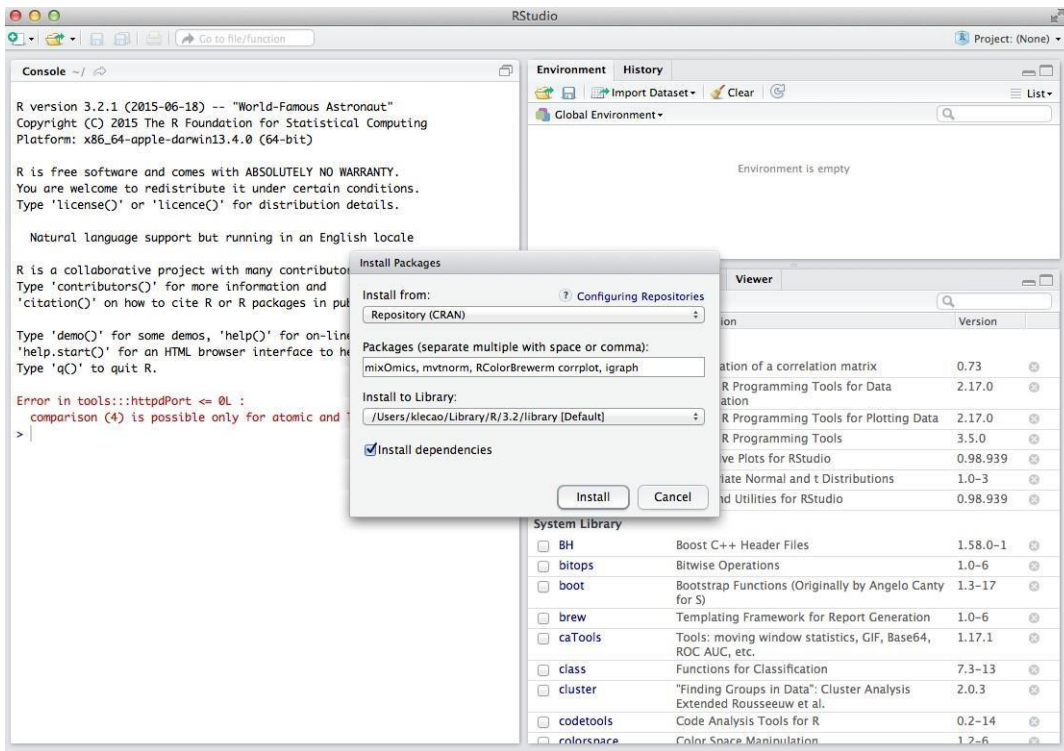 RStudio
Go to file/function
Project: (None)
Console ~/
R version 3.2.1 (2015-06-18) -- "World-Famous Astronaut"
Copyright (C) 2015 The R Foundation for Statistical Computing
Platform: x86_64-apple-darwin13.4.0 (64-bit)
R is free software and comes with ABSOLUTELY NO WARRANTY.
You are welcome to redistribute it under certain conditions.
Type 'license()' or 'licence()' for distribution details.
Natural language support but running in an English locale
R is a collaborative project with many contributo
Type 'contributors()' for more information and
'citation()' on how to cite R or R packages in pub
Type 'demo()' for some demos, 'help()' for on-line
'help.start()' for an HTML browser interface to he
Type 'q()' to quit R.
Error in tools:::httpdPort <= 0L :
comparison (4) is possible only for atomic and
>
Environment History
Import Dataset Clear
List
Global Environment
Environment is empty
Install Packages
Install from:
? Configuring Repositories
Repository (CRAN)
Packages (separate multiple with space or comma):
mixOmics, mvtnorm, RColorBrewerm corrplot, igraph
Install to Library:
/Users/klecao/Library/R/3.2/library [Default]
Install dependencies
Install Cancel
Viewer
ion Version
ation of a correlation matrix 0.73
R Programming Tools for Data 2.17.0
ation
R Programming Tools for Plotting Data 2.17.0
R Programming Tools 3.5.0
ve Plots for RStudio 0.98.939
iate Normal and t Distributions 1.0-3
nd Utilities for RStudio 0.98.939
System Library
BH Boost C++ Header Files 1.58.0-1
bitops Bitwise Operations 1.0-6
boot Bootstrap Functions (Originally by Angelo Canty 1.3-17
for S)
brew Templating Framework for Report Generation 1.0-6
caTools Tools: moving window statistics, GIF, Base64, 1.17.1
ROC AUC, etc.
class Functions for Classification 7.3-13
cluster "Finding Groups in Data": Cluster Analysis 2.0.3
Extended Rousseeuw et al.
codetools Code Analysis Tools for R 0.2-14
colorspace Color Space Manipulation 1.2-6